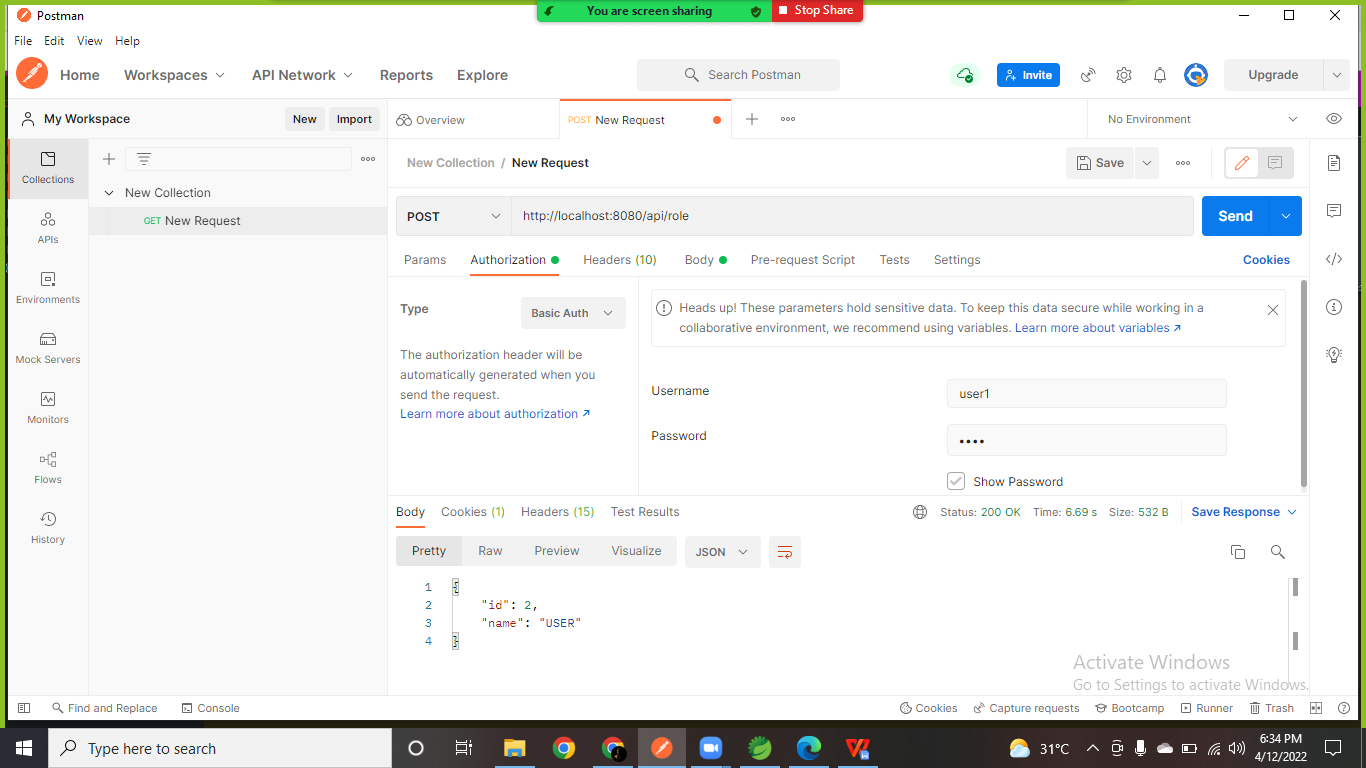 Postman
You are screen sharing
Stop Share
File Edit View Help
Home Workspaces API Network Reports Explore
Search Postman
Invite
Upgrade
My Workspace
New Import
Overview
POST New Request
No Environment
Collections
New Collection
GET New Request
APIs
Environments
Mock Servers
Monitors
Flows
History
New Collection / New Request
Save
POST
http://localhost:8080/api/role
Send
Params Authorization Headers (10) Body Pre-request Script Tests Settings
Cookies
Type
Basic Auth
The authorization header will be
automatically generated when you
send the request.
Learn more about authorization ↗
Heads up! These parameters hold sensitive data. To keep this data secure while working in a
collaborative environment, we recommend using variables. Learn more about variables ↗
Username
user1
Password
••••
Show Password
Body Cookies (1) Headers (15) Test Results
Status: 200 OK Time: 6.69 s Size: 532 B
Save Response
Pretty Raw Preview Visualize JSON
1 {
2 "id": 2,
3 "name": "USER"
4 }
Activate Windows
Go to Settings to activate Windows.
Find and Replace Console
Cookies Capture requests Bootcamp Runner Trash
Type here to search
31°C
6:34 PM
4/12/2022